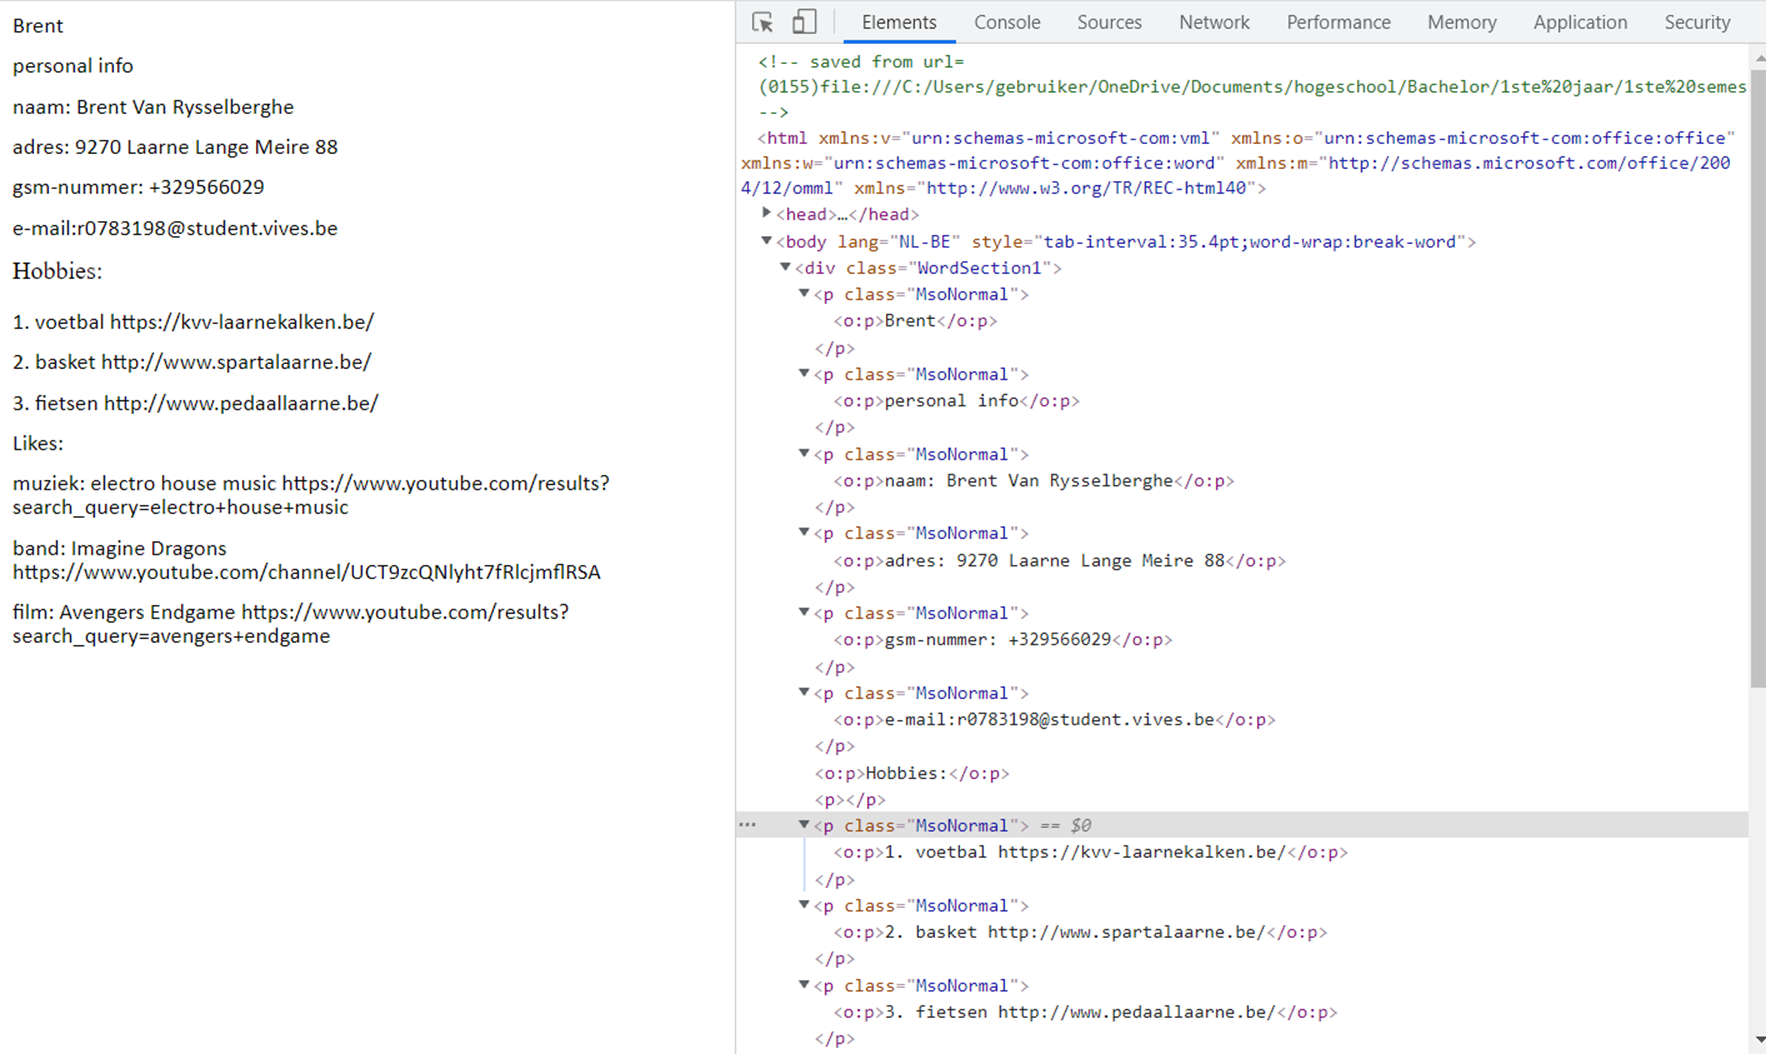 Brent
personal info
naam: Brent Van Rysselberghe
adres: 9270 Laarne Lange Meire 88
gsm-nummer: +329566029
e-mail:r0783198@student.vives.be
Hobbies:
1. voetbal https://kvv-laarnekalken.be/
2. basket http://www.spartalaarne.be/
3. fietsen http://www.pedaallaarne.be/
Likes:
muziek: electro house music https://www.youtube.com/results?
search_query=electro+house+music
band: Imagine Dragons
https://www.youtube.com/channel/UCT9zcQNlyht7fRlcjmflRSA
film: Avengers Endgame https://www.youtube.com/results?
search_query=avengers+endgame
Elements Console Sources Network Performance Memory Application Security
<!-- saved from url=
(0155)file:///C:/Users/gebruiker/OneDrive/Documents/hogeschool/Bachelor/1ste%20jaar/1ste%20semes
-->
<html xmlns:v="urn:schemas-microsoft-com:vml" xmlns:o="urn:schemas-microsoft-com:office:office"
xmlns:w="urn:schemas-microsoft-com:office:word" xmlns:m="http://schemas.microsoft.com/office/200
4/12/omml" xmlns="http://www.w3.org/TR/REC-html40">
<head>…</head>
<body lang="NL-BE" style="tab-interval:35.4pt;word-wrap:break-word">
<div class="WordSection1">
<p class="MsoNormal">
<o:p>Brent</o:p>
</p>
<p class="MsoNormal">
<o:p>personal info</o:p>
</p>
<p class="MsoNormal">
<o:p>naam: Brent Van Rysselberghe</o:p>
</p>
<p class="MsoNormal">
<o:p>adres: 9270 Laarne Lange Meire 88</o:p>
</p>
<p class="MsoNormal">
<o:p>gsm-nummer: +329566029</o:p>
</p>
<p class="MsoNormal">
<o:p>e-mail:r0783198@student.vives.be</o:p>
</p>
<o:p>Hobbies:</o:p>
<p></p>
... <p class="MsoNormal"> == $0
<o:p>1. voetbal https://kvv-laarnekalken.be/</o:p>
</p>
<p class="MsoNormal">
<o:p>2. basket http://www.spartalaarne.be/</o:p>
</p>
<p class="MsoNormal">
<o:p>3. fietsen http://www.pedaallaarne.be/</o:p>
</p>